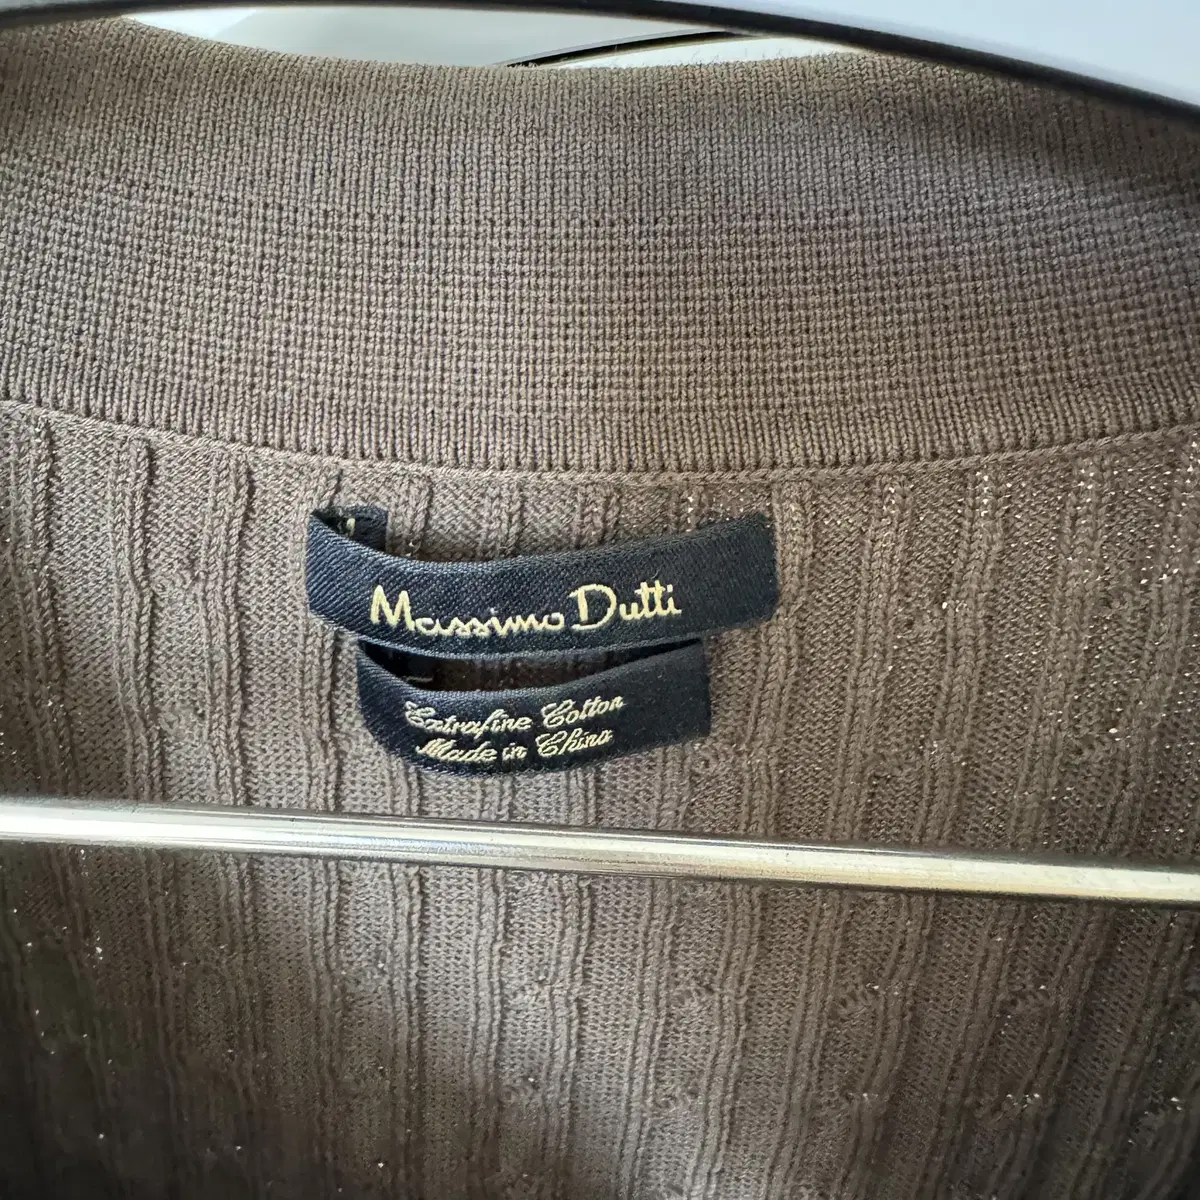 Massimo Dutti
Extrafine Cotton
Made in China